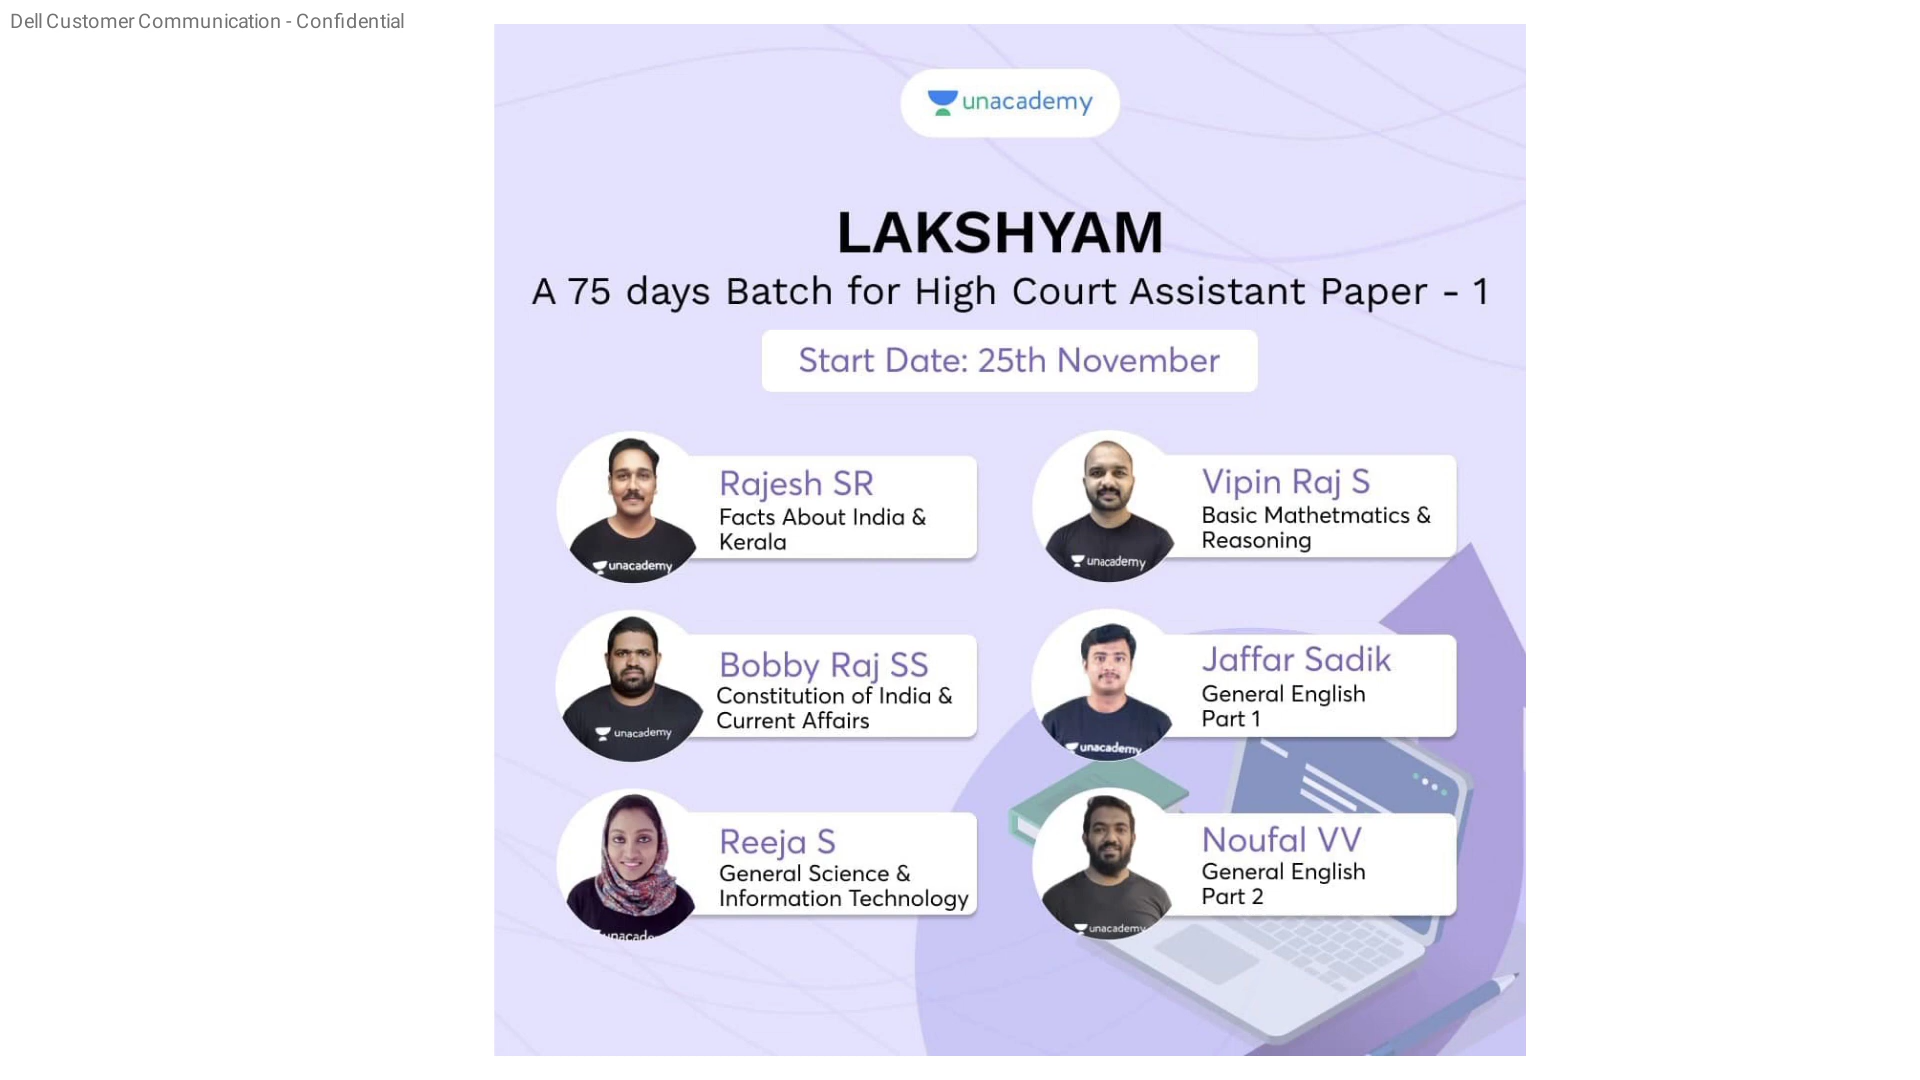 Dell Customer Communication - Confidential
unacademy
LAKSHYAM
A 75 days Batch for High Court Assistant Paper - 1
Start Date: 25th November
Rajesh SR
Facts About India &
Kerala
unacademy
Vipin Raj S
Basic Mathetmatics &
Reasoning
unacademy
Bobby Raj SS
Constitution of India &
Current Affairs
unacademy
Jaffar Sadik
General English
Part 1
unacademy
Reeja S
General Science &
Information Technology
Noufal VV
General English
Part 2
unacademy